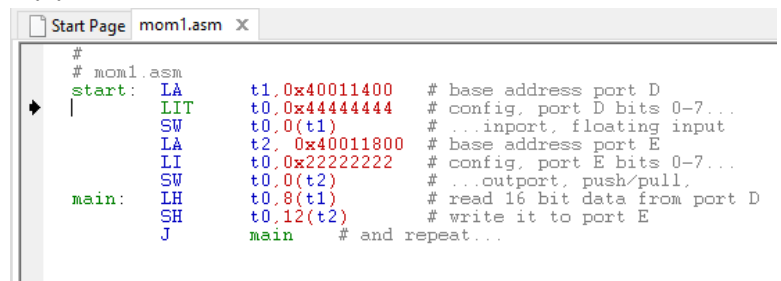 Start Page mom1.asm X
#
# mom1.asm
start: LA t1,0x40011400 # base address port D
LIT t0,0x44444444 # config, port D bits 0-7...
SW t0,0(t1) # ...inport, floating input
LA t2, 0x40011800 # base address port E
LI t0,0x22222222 # config, port E bits 0-7...
SW t0,0(t2) # ...outport, push/pull,
main: LH t0,8(t1) # read 16 bit data from port D
SH t0,12(t2) # write it to port E
J main # and repeat...